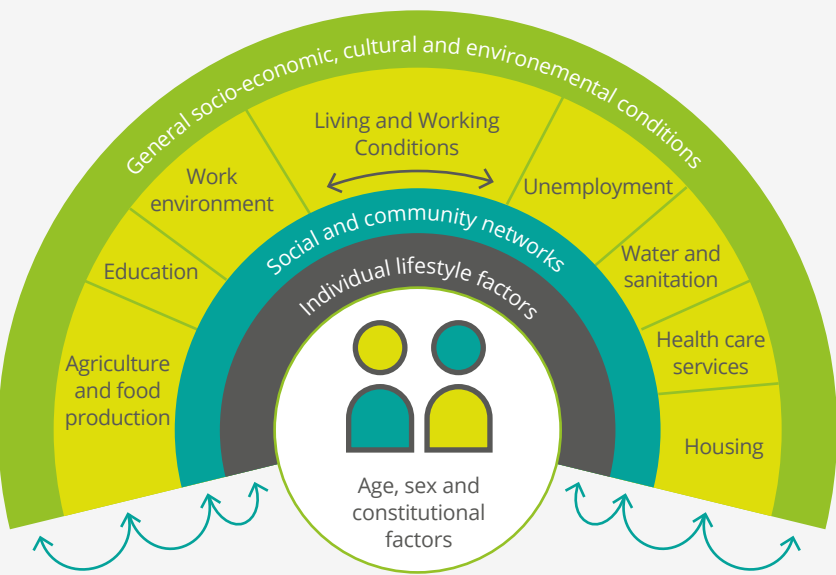 General socio-economic, cultural and environemental conditions
Living and Working
Conditions
Work
environment
Unemployment
Education
Water and
sanitation
Agriculture
and food
production
Health care
services
Housing
Social and community networks
Individual lifestyle factors
Age, sex and
constitutional
factors